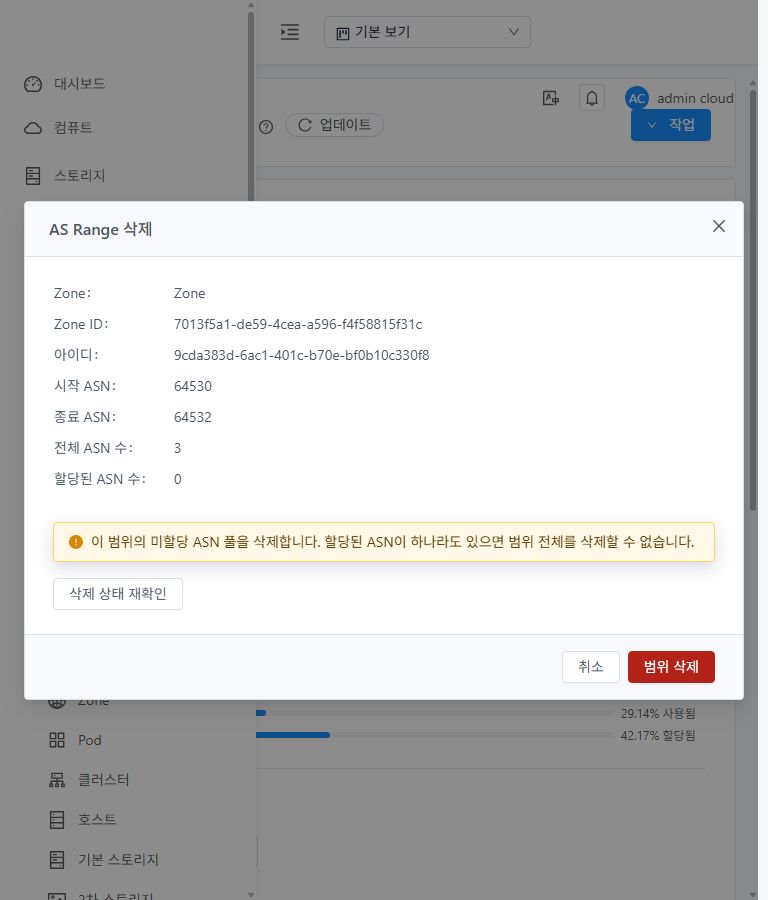 기본 보기
대시보드
admin cloud
AC
컴퓨트
업데이트
작업
스토리지
AS Range 삭제
Zone:
Zone
Zone ID:
7013f5a1-de59-4cea-a596-f4f58815f31c
아이디:
9cda383d-6ac1-401c-b70e-bf0b10c330f8
시작 ASN:
64530
종료 ASN:
64532
전체 ASN 수:
3
할당된 ASN 수:
0
이 범위의 미할당 ASN 풀을 삭제합니다. 할당된 ASN이 하나라도 있으면 범위 전체를 삭제할 수 없습니다.
삭제 상태 재확인
취소
범위 삭제
Zone
29.14% 사용됨
42.17% 할당됨
Pod
클러스터
호스트
기본 스토리지
2차 스토리지